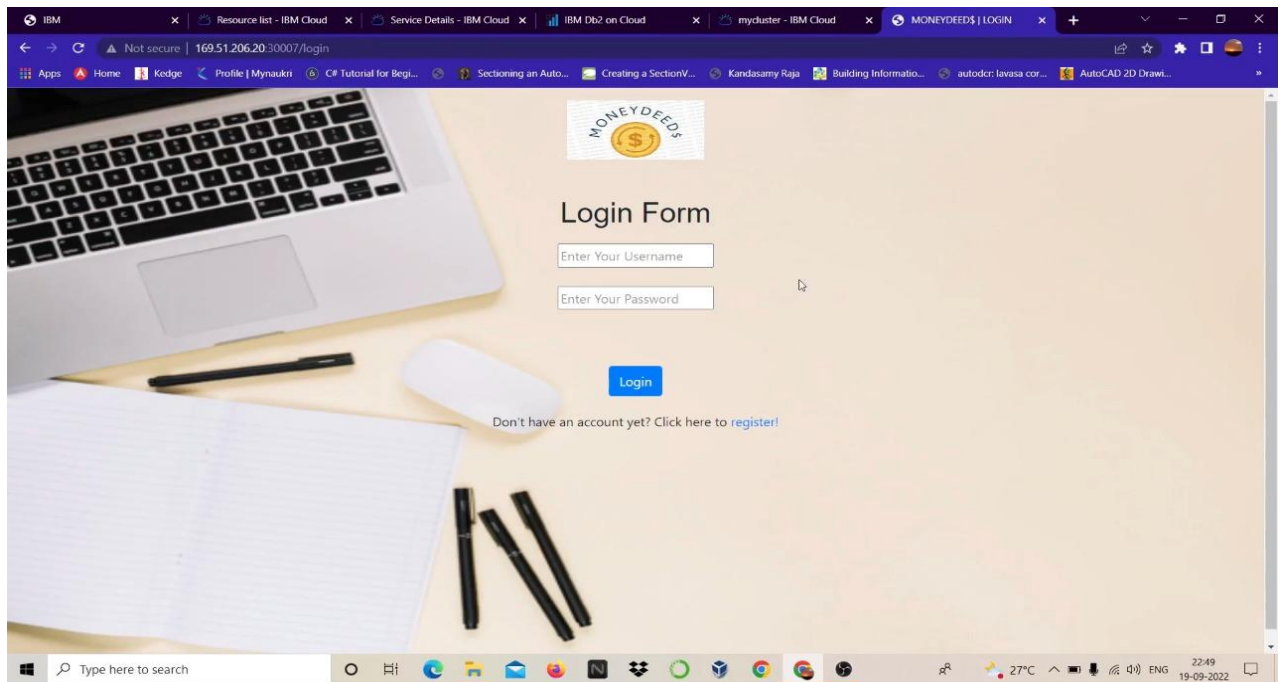 IBM
Resource list - IBM Cloud
Service Details - IBM Cloud
IBM Db2 on Cloud
mycluster - IBM Cloud
MONEYDEED$ | LOGIN
Not secure | 169.51.206.20:30007/login
Apps
Home
Kedge
Profile | Mynaukri
C# Tutorial for Begi...
Sectioning an Auto...
Creating a SectionV...
Kandasamy Raja
Building Informatio...
autodcr: lavasa cor...
AutoCAD 2D Drawi...
»
MONEYDEED$
$
Login Form
Enter Your Username
Enter Your Password
Login
Don't have an account yet? Click here to register!
Type here to search
27°C
ENG
22:49
19-09-2022